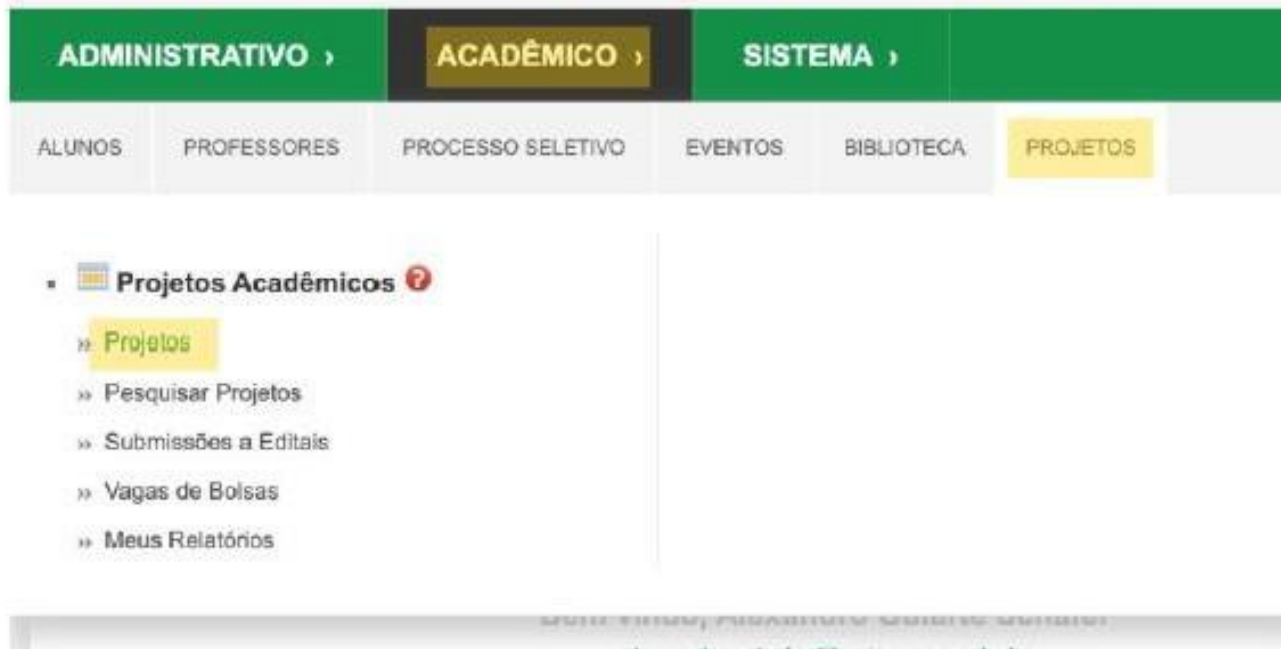 ADMINISTRATIVO › ACADÊMICO › SISTEMA ›
ALUNOS PROFESSORES PROCESSO SELETIVO EVENTOS BIBLIOTECA PROJETOS
Projetos Acadêmicos
» Projetos
» Pesquisar Projetos
» Submissões a Editais
» Vagas de Bolsas
» Meus Relatórios